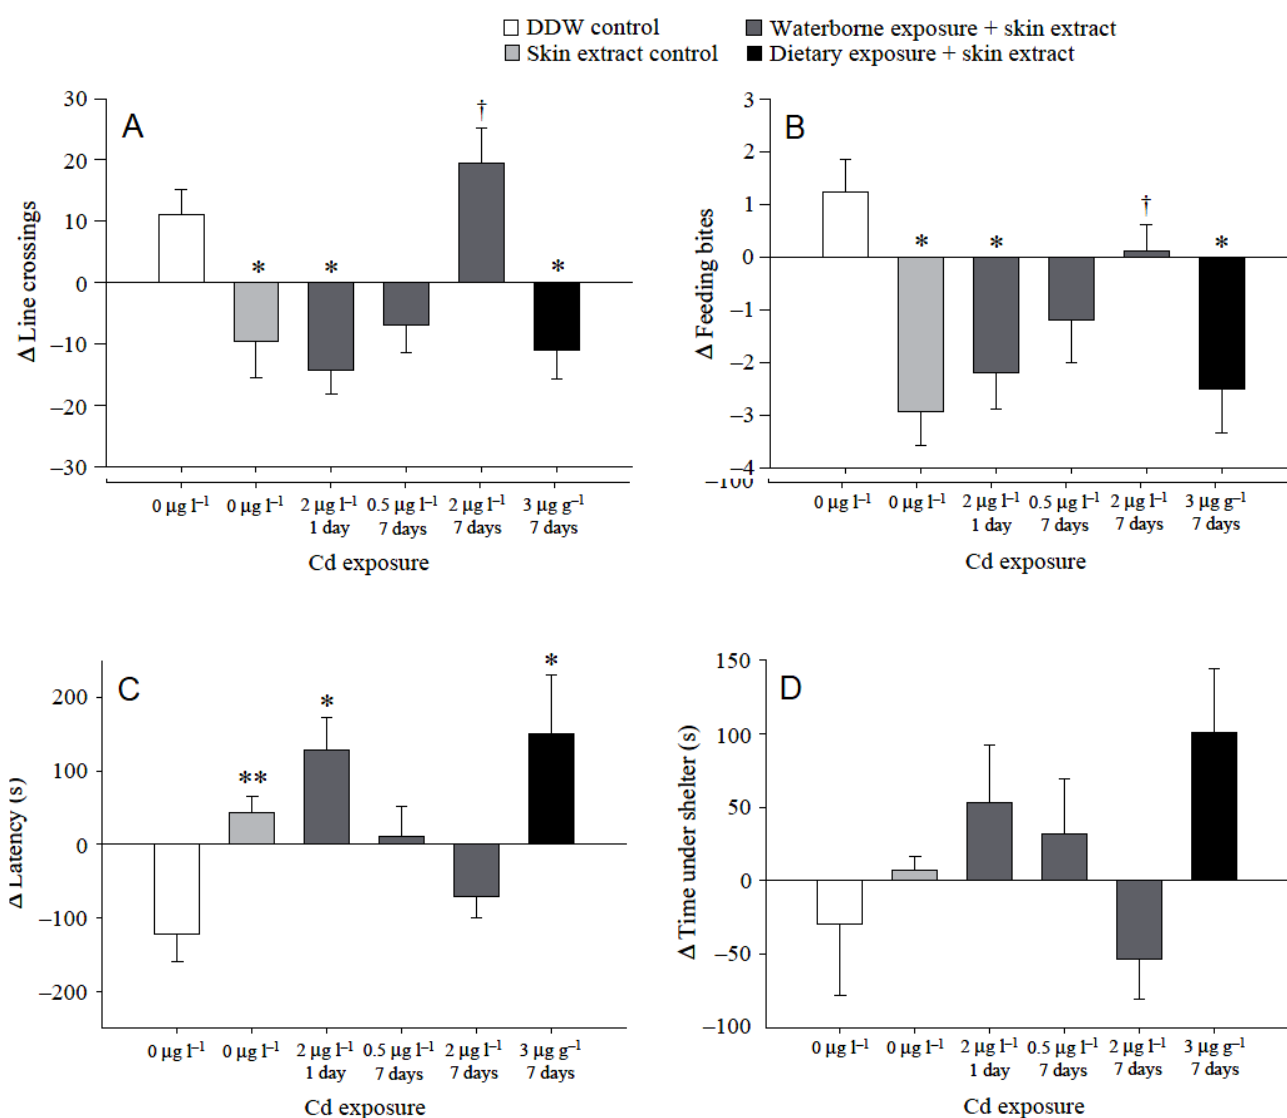 DDW control
Waterborne exposure + skin extract
Skin extract control
Dietary exposure + skin extract
A
30
20
10
0
–10
–20
–30
Δ Line crossings
†
*
*
*
0 µg l–1
0 µg l–1
2 µg l–1
1 day
0.5 µg l–1
7 days
2 µg l–1
7 days
3 µg g–1
7 days
Cd exposure
B
3
2
1
0
–1
–2
–3
–4
–100
Δ Feeding bites
*
*
†
*
0 µg l–1
0 µg l–1
2 µg l–1
1 day
0.5 µg l–1
7 days
2 µg l–1
7 days
3 µg g–1
7 days
Cd exposure
C
200
100
0
–100
–200
Δ Latency (s)
**
*
*
0 µg l–1
0 µg l–1
2 µg l–1
1 day
0.5 µg l–1
7 days
2 µg l–1
7 days
3 µg g–1
7 days
Cd exposure
D
150
100
50
0
–50
–100
Δ Time under shelter (s)
0 µg l–1
0 µg l–1
2 µg l–1
1 day
0.5 µg l–1
7 days
2 µg l–1
7 days
3 µg g–1
7 days
Cd exposure